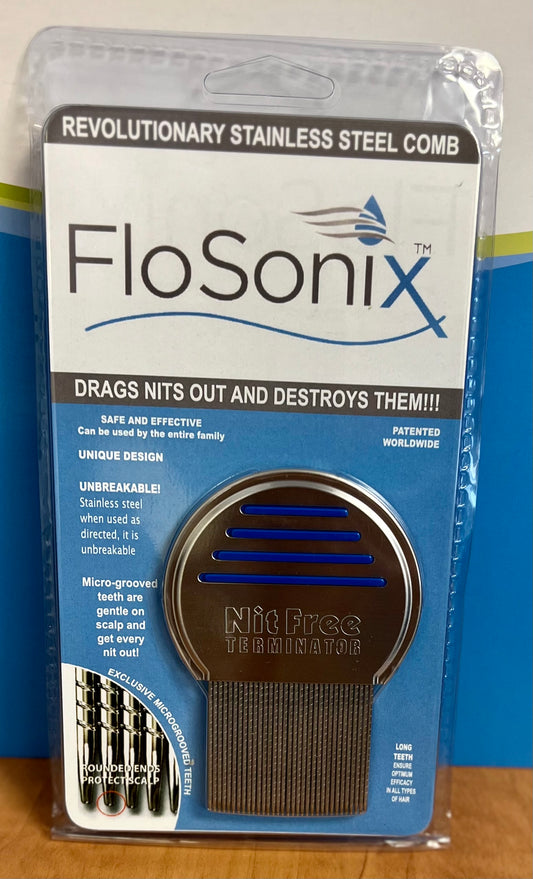 REVOLUTIONARY STAINLESS STEEL COMB
FloSonix™
DRAGS NITS OUT AND DESTROYS THEM!!!
SAFE AND EFFECTIVE
Can be used by the entire family
PATENTED
WORLDWIDE
UNIQUE DESIGN
UNBREAKABLE!
Stainless steel
when used as
directed, it is
unbreakable
Micro-grooved
teeth are
gentle on
scalp and
get every
nit out!
Nit Free
TERMINATOR
EXCLUSIVE MICROGROOVED TEETH
ROUNDED ENDS
PROTECT SCALP
LONG
TEETH
ENSURE
OPTIMUM
EFFICACY
IN ALL TYPES
OF HAIR